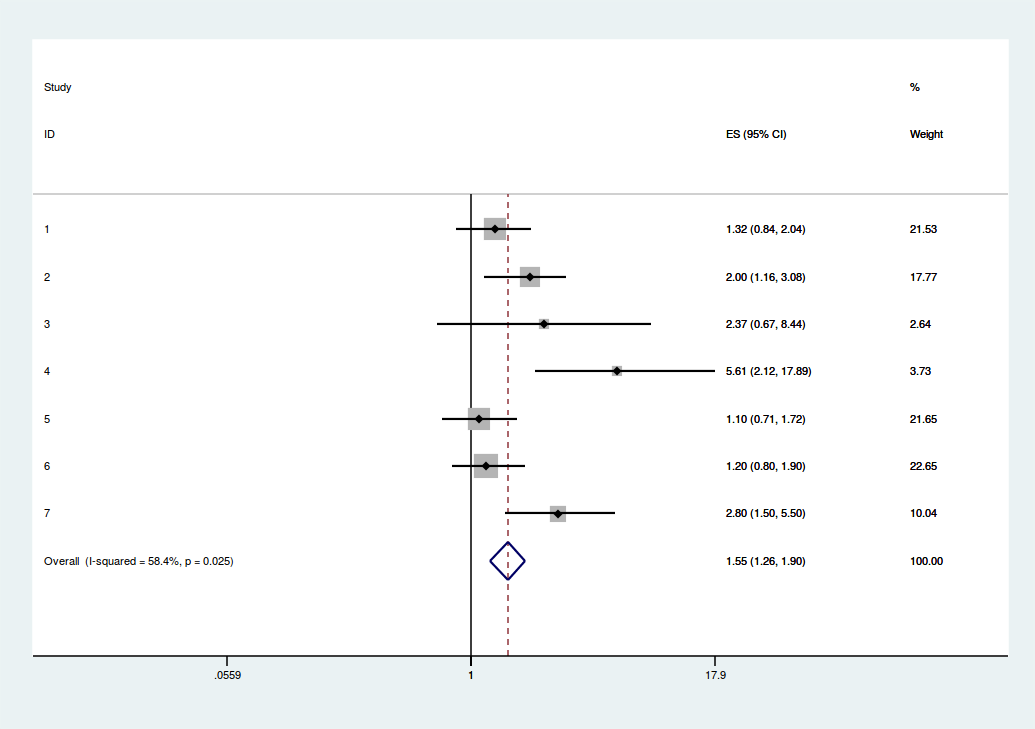 Study %
ID ES (95% CI) Weight
1 1.32 (0.84, 2.04) 21.53
2 2.00 (1.16, 3.08) 17.77
3 2.37 (0.67, 8.44) 2.64
4 5.61 (2.12, 17.89) 3.73
5 1.10 (0.71, 1.72) 21.65
6 1.20 (0.80, 1.90) 22.65
7 2.80 (1.50, 5.50) 10.04
Overall (I-squared = 58.4%, p = 0.025) 1.55 (1.26, 1.90) 100.00
.0559 1 17.9